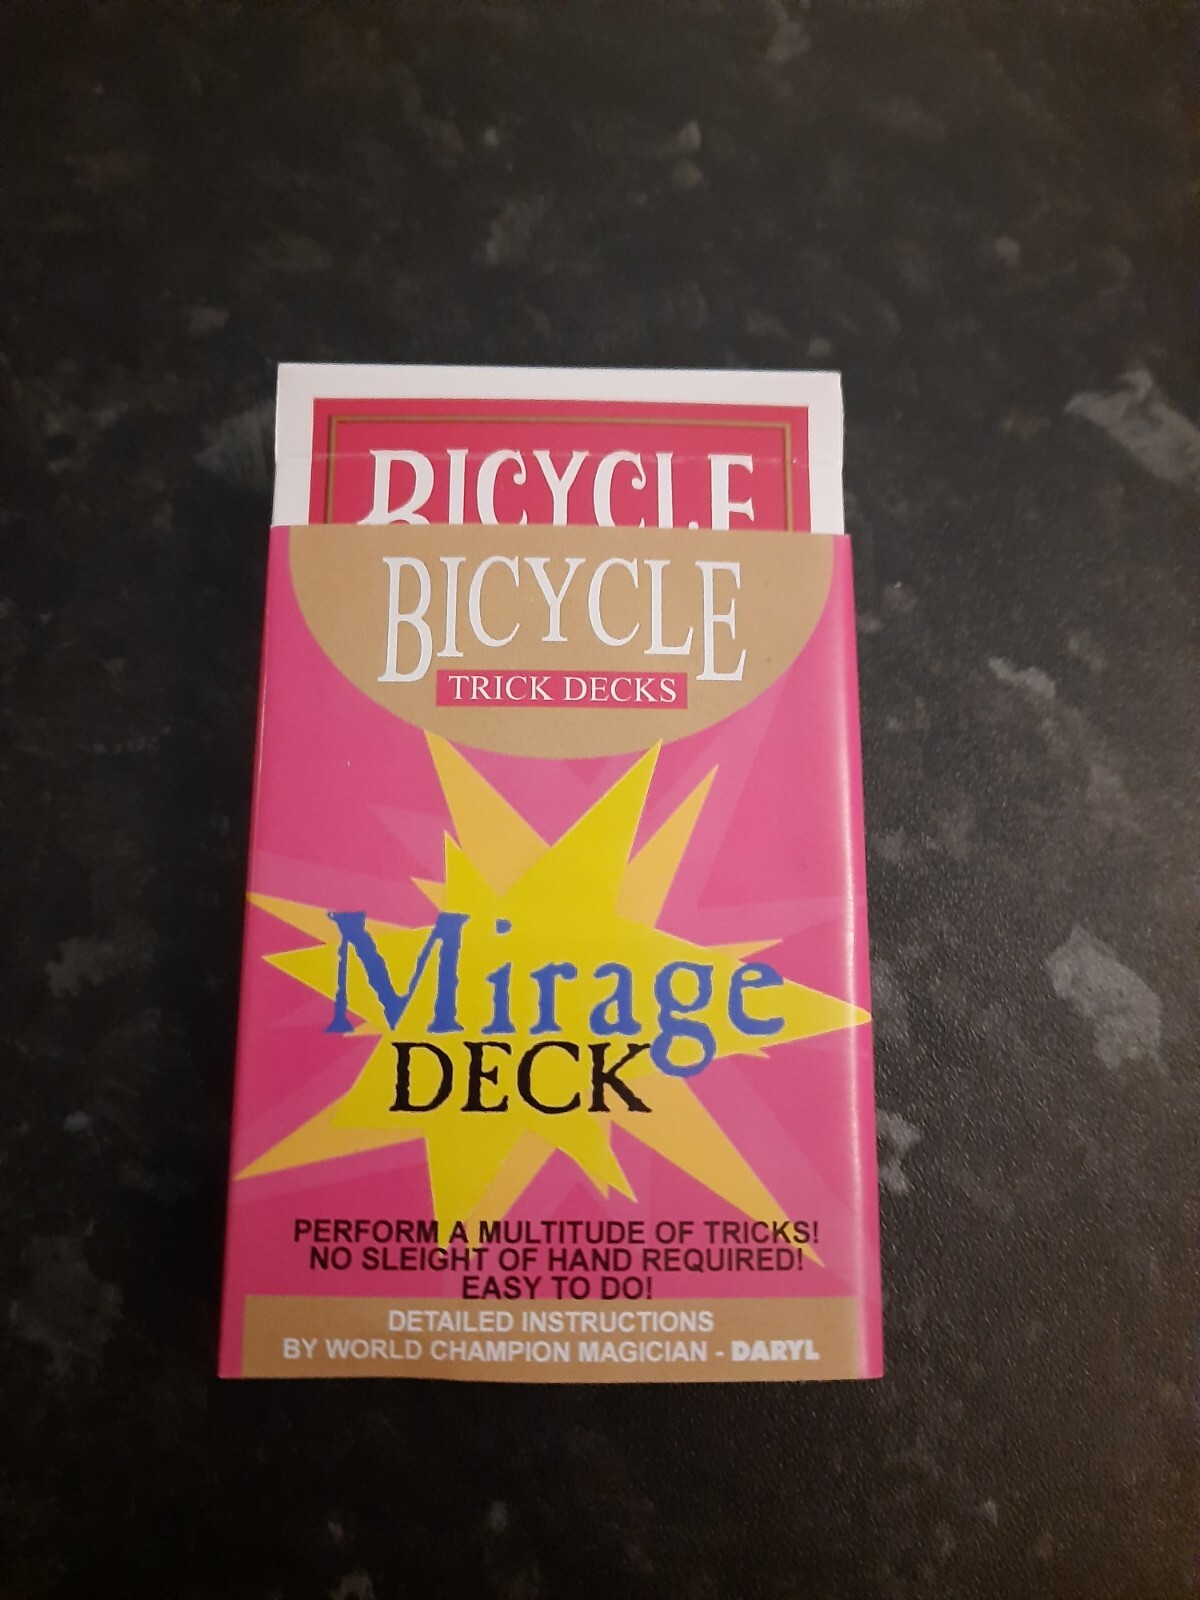 BICYCLE
BICYCLE
TRICK DECKS
Mirage
DECK
PERFORM A MULTITUDE OF TRICKS!
NO SLEIGHT OF HAND REQUIRED!
EASY TO DO!
DETAILED INSTRUCTIONS
BY WORLD CHAMPION MAGICIAN - DARYL